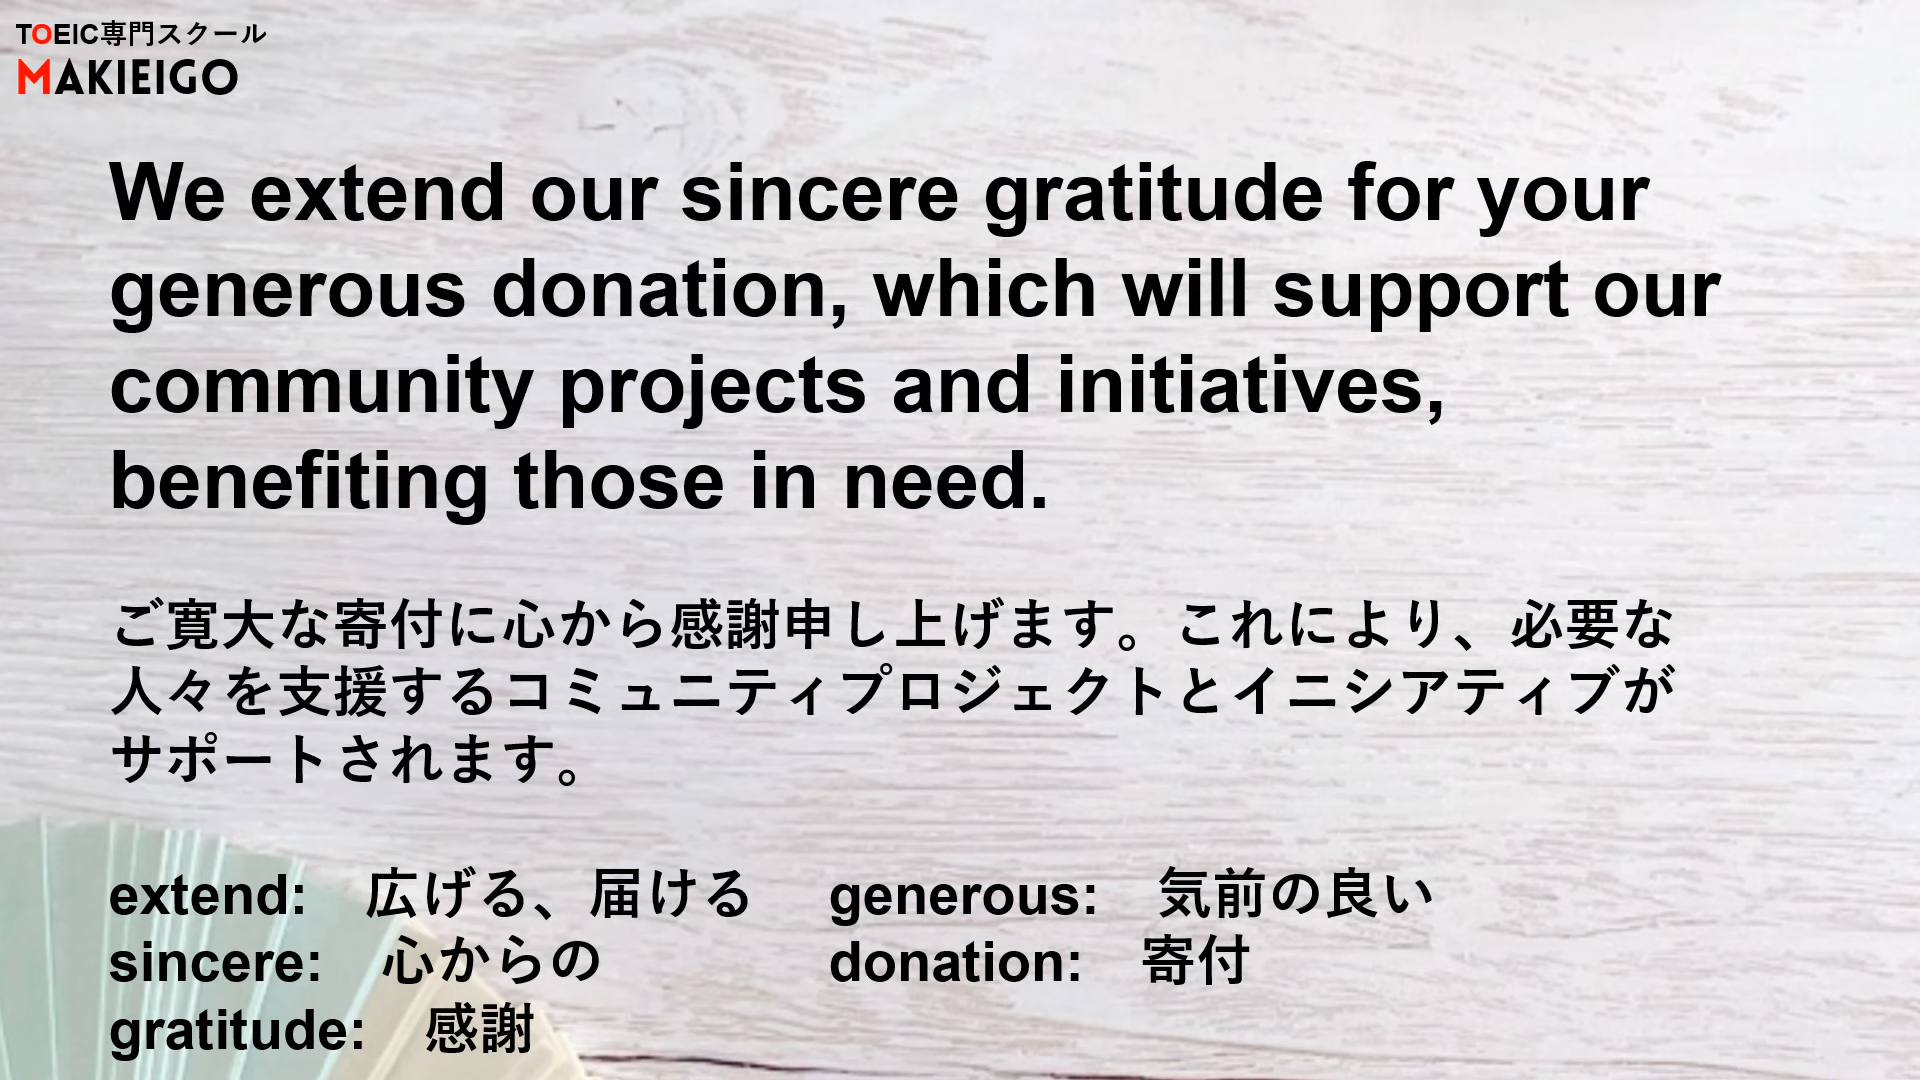 TOEIC専門スクール
MAKIEIGO
We extend our sincere gratitude for your
generous donation, which will support our
community projects and initiatives,
benefiting those in need.
ご寛大な寄付に心から感謝申し上げます。これにより、必要な
人々を支援するコミュニティプロジェクトとイニシアティブが
サポートされます。
extend:　広げる、届ける
sincere:　心からの
gratitude:　感謝
generous:　気前の良い
donation:　寄付